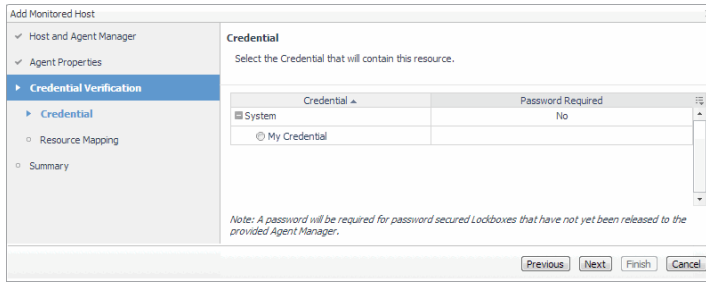 Add Monitored Host
Host and Agent Manager
Agent Properties
Credential Verification
Credential
Resource Mapping
Summary
Credential
Select the Credential that will contain this resource.
Credential Password Required
System No
My Credential
Note: A password will be required for password secured Lockboxes that have not yet been released to the
provided Agent Manager.
Previous Next Finish Cancel